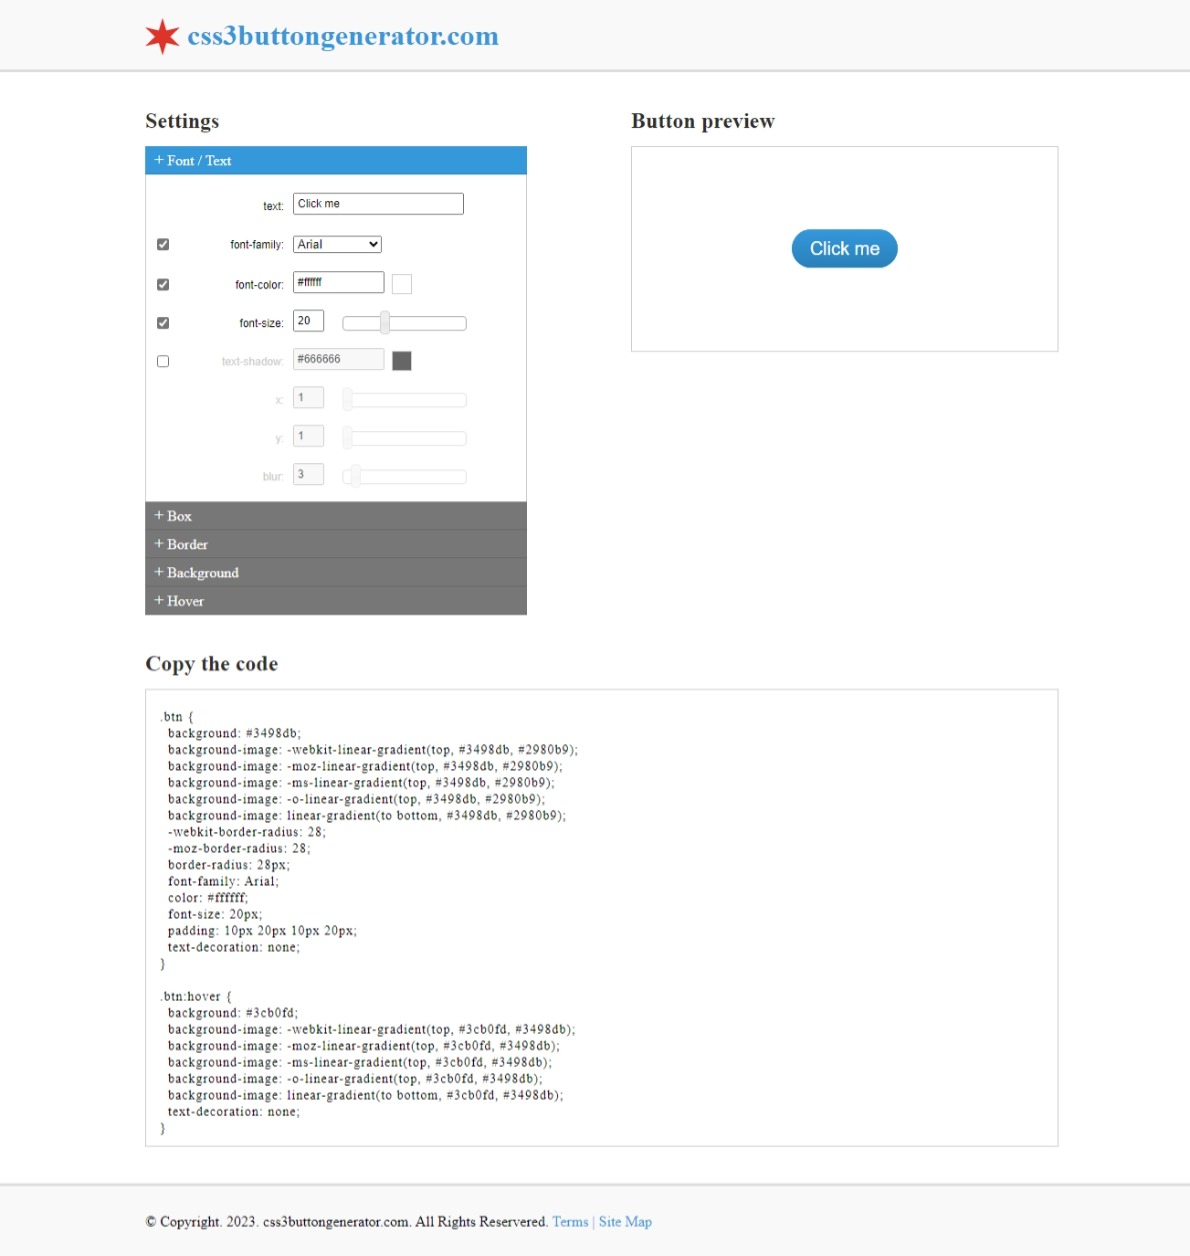 css3buttongenerator.com
Settings
+ Font / Text
text: Click me
font-family: Arial
font-color: #ffffff
font-size: 20
text-shadow: #666666
x: 1
y: 1
blur: 3
+ Box
+ Border
+ Background
+ Hover
Button preview
Click me
Copy the code
.btn {
background: #3498db;
background-image: -webkit-linear-gradient(top, #3498db, #2980b9);
background-image: -moz-linear-gradient(top, #3498db, #2980b9);
background-image: -ms-linear-gradient(top, #3498db, #2980b9);
background-image: -o-linear-gradient(top, #3498db, #2980b9);
background-image: linear-gradient(to bottom, #3498db, #2980b9);
-webkit-border-radius: 28;
-moz-border-radius: 28;
border-radius: 28px;
font-family: Arial;
color: #ffffff;
font-size: 20px;
padding: 10px 20px 10px 20px;
text-decoration: none;
}
.btn:hover {
background: #3cb0fd;
background-image: -webkit-linear-gradient(top, #3cb0fd, #3498db);
background-image: -moz-linear-gradient(top, #3cb0fd, #3498db);
background-image: -ms-linear-gradient(top, #3cb0fd, #3498db);
background-image: -o-linear-gradient(top, #3cb0fd, #3498db);
background-image: linear-gradient(to bottom, #3cb0fd, #3498db);
text-decoration: none;
}
© Copyright. 2023. css3buttongenerator.com. All Rights Reservered. Terms | Site Map